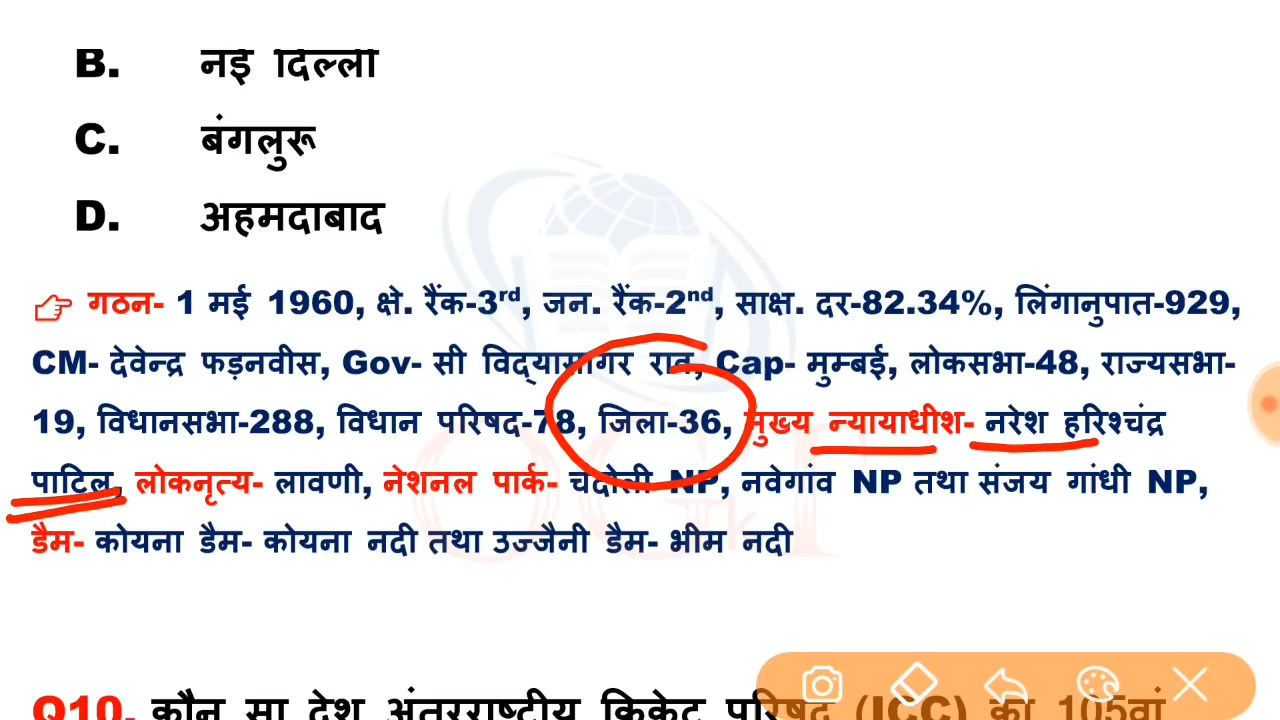 B. नई दिल्ली
C. बंगलुरू
D. अहमदाबाद
गठन- 1 मई 1960, क्षे. रैंक-3rd, जन. रैंक-2nd, साक्ष. दर-82.34%, लिंगानुपात-929,
CM- देवेन्द्र फड़नवीस, Gov- सी विद्यासागर राव, Cap- मुम्बई, लोकसभा-48, राज्यसभा-
19, विधानसभा-288, विधान परिषद-78, जिला-36, मुख्य न्यायाधीश- नरेश हरिश्चंद्र
पाटिल, लोकनृत्य- लावणी, नेशनल पार्क- चंदोली NP, नवेगांव NP तथा संजय गांधी NP,
डैम- कोयना डैम- कोयना नदी तथा उज्जैनी डैम- भीम नदी
Q10. कौन सा देश अंतरराष्ट्रीय क्रिकेट परिषद (ICC) का 105वां